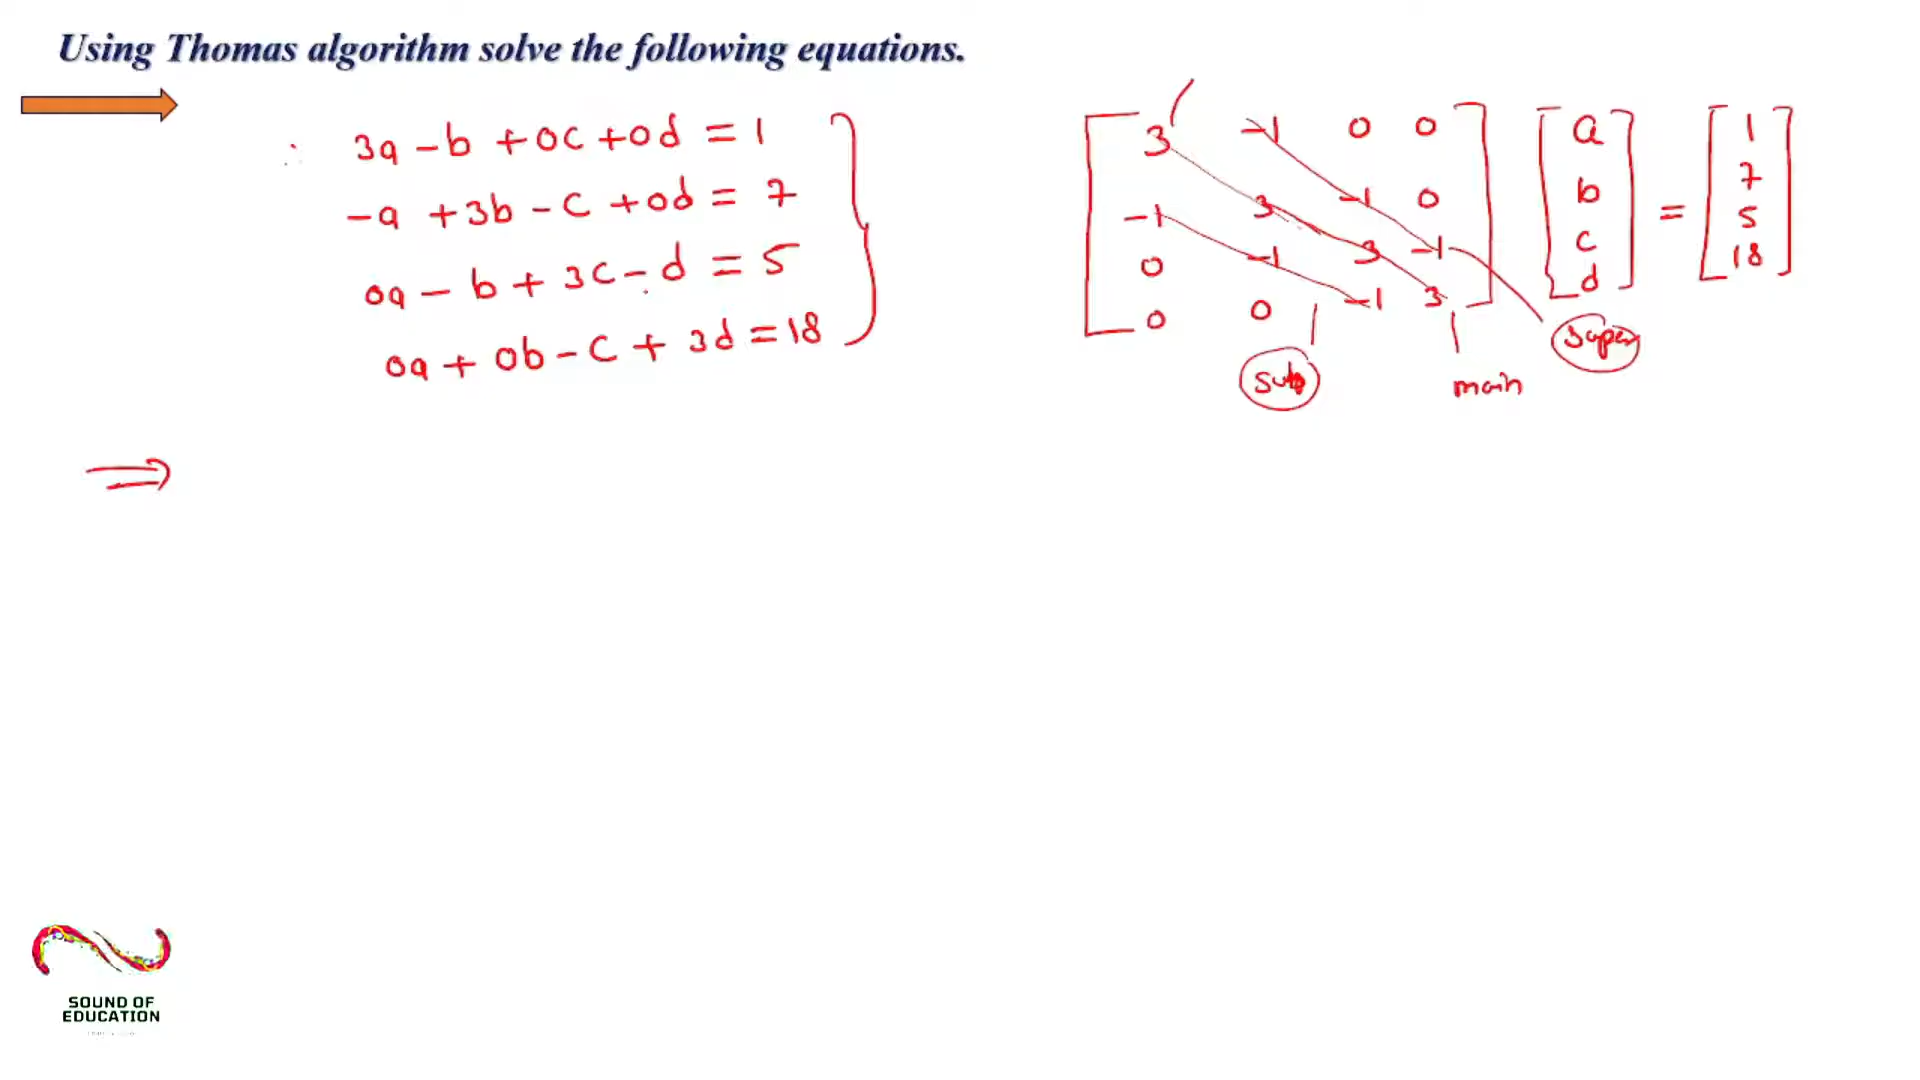 Using Thomas algorithm solve the following equations.
∴ 3a - b + 0c + 0d = 1
-a + 3b - c + 0d = 7
0a - b + 3c - d = 5
0a + 0b - c + 3d = 18
3 -1 0 0
-1 3 -1 0
0 -1 3 -1
0 0 -1 3
a
b
c
d
=
1
7
5
18
sub
main
super
⇒
SOUND OF
EDUCATION